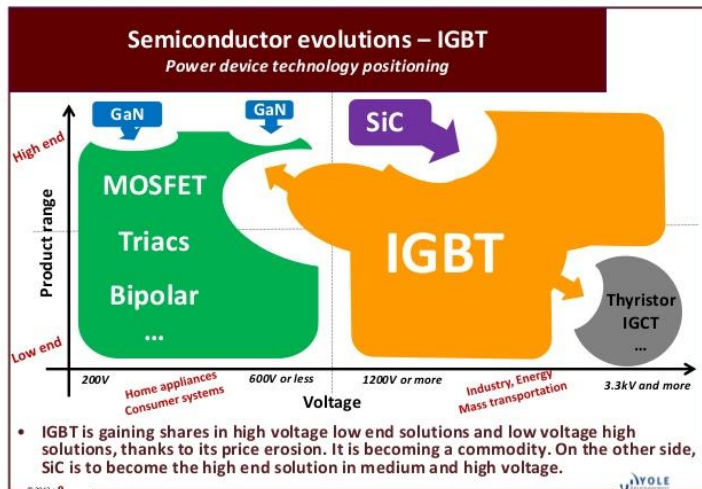 Semiconductor evolutions – IGBT
Power device technology positioning
GaN
GaN
SiC
High end
MOSFET
Triacs
Bipolar
...
IGBT
Thyristor
IGCT
...
Product range
Low end
200V
Home appliances
Consumer systems
600V or less
1200V or more
Industry, Energy
Mass transportation
3.3kV and more
Voltage
• IGBT is gaining shares in high voltage low end solutions and low voltage high
solutions, thanks to its price erosion. It is becoming a commodity. On the other side,
SiC is to become the high end solution in medium and high voltage.
YOLE